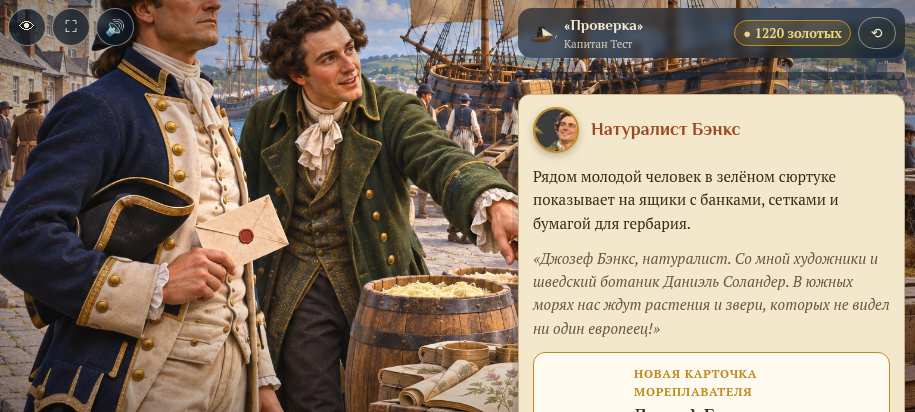 «Проверка»
Капитан Тест
1220 золотых
Натуралист Бэнкс
Рядом молодой человек в зелёном сюртуке
показывает на ящики с банками, сетками и
бумагой для гербария.
«Джозеф Бэнкс, натуралист. Со мной художники и
шведский ботаник Даниэль Соландер. В южных
морях нас ждут растения и звери, которых не видел
ни один европеец!»
НОВАЯ КАРТОЧКА
МОРЕПЛАВАТЕЛЯ